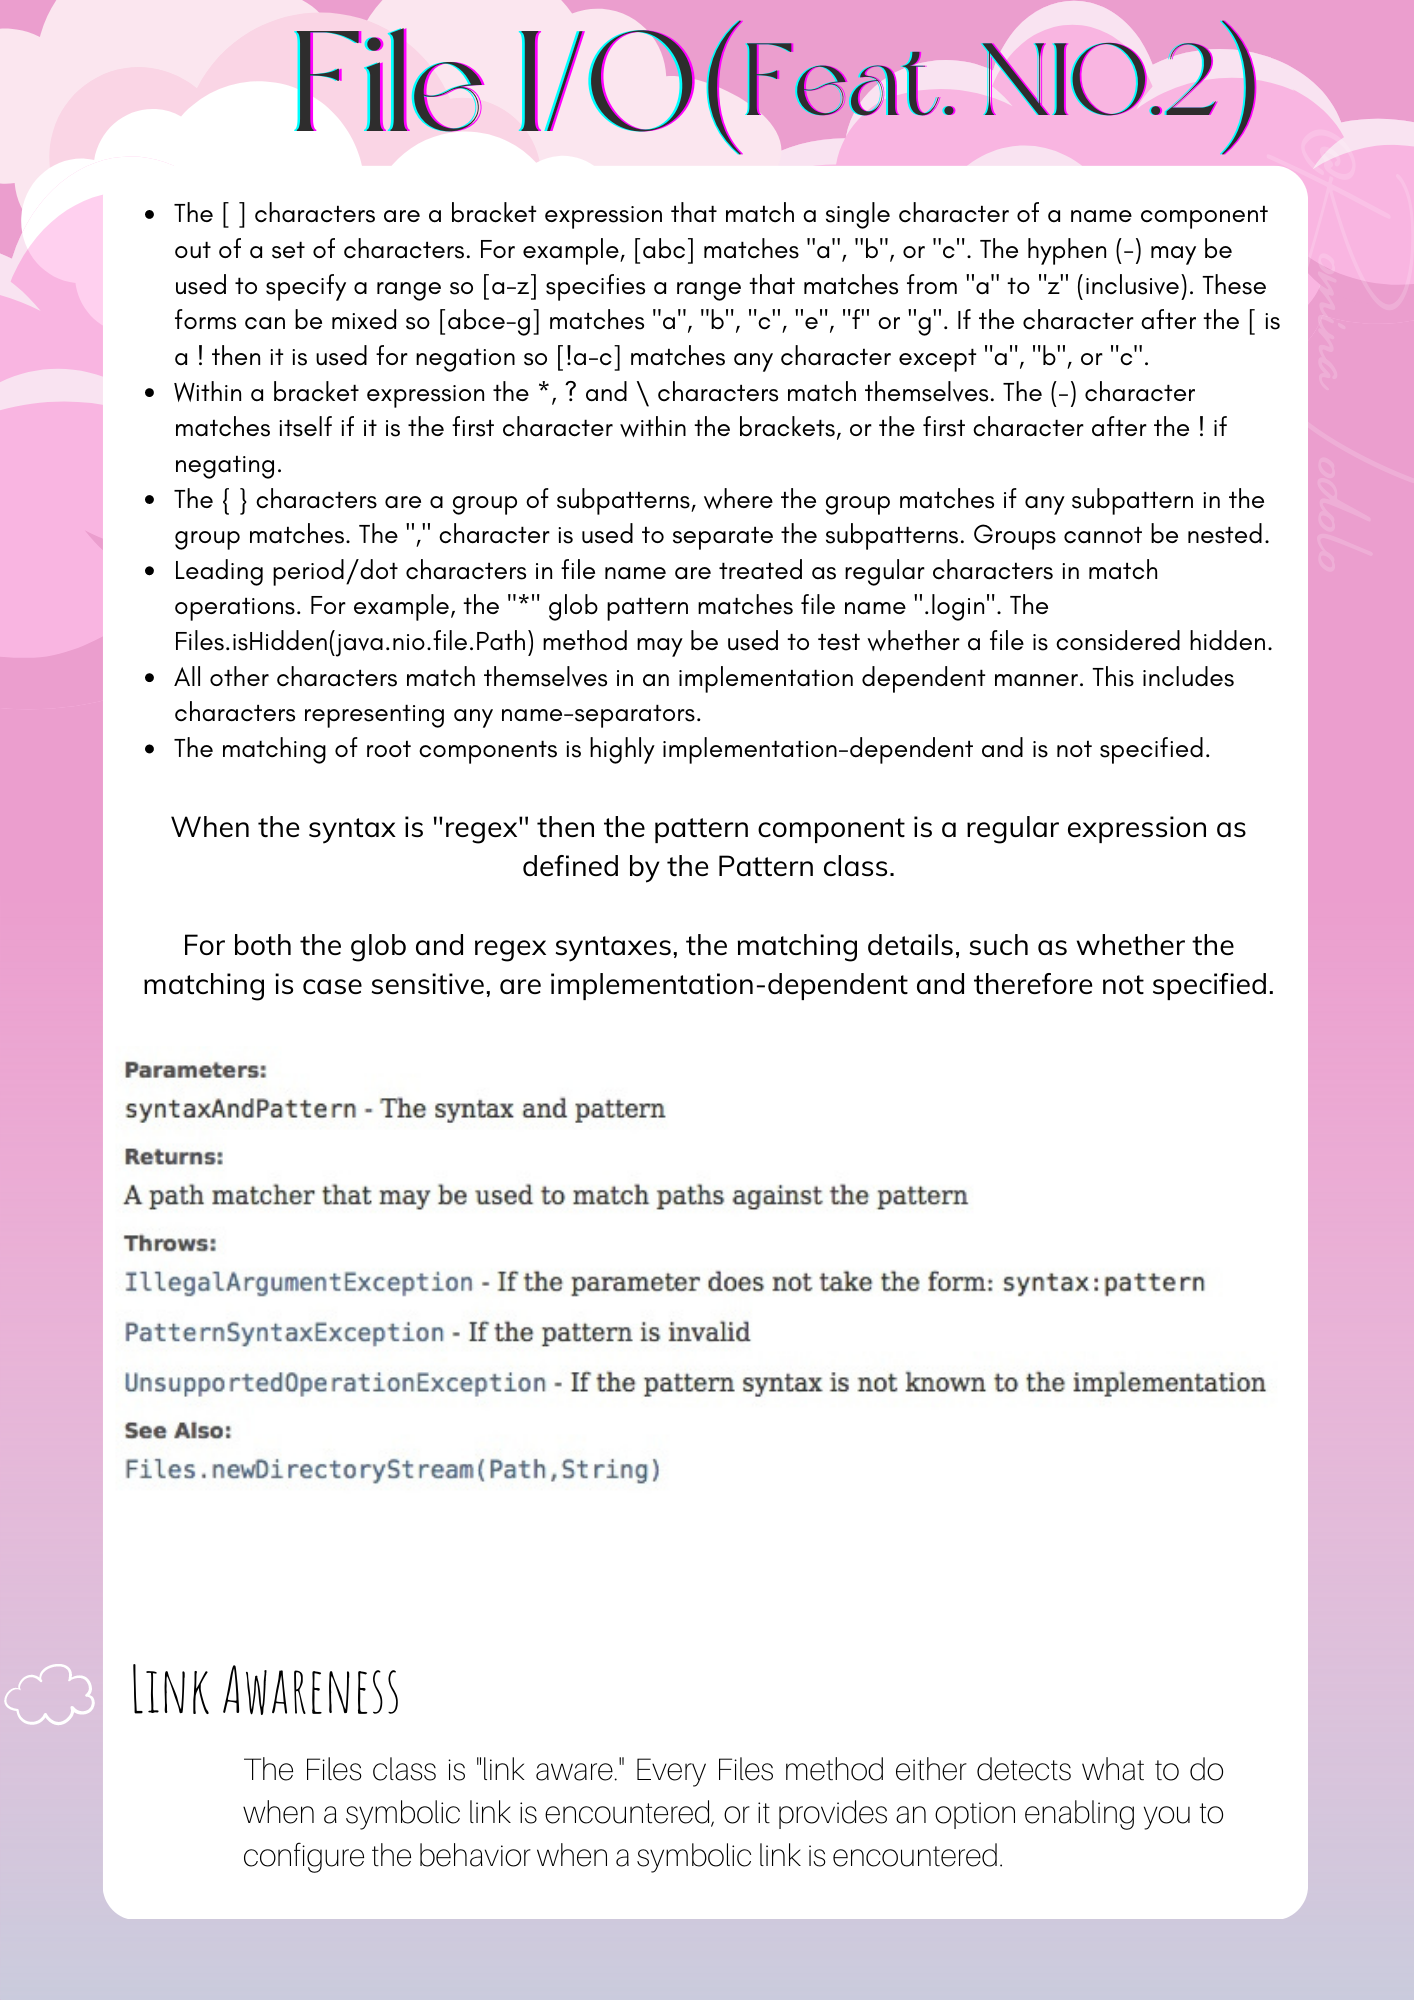 File I/O(Feat. NIO.2)
• The [ ] characters are a bracket expression that match a single character of a name component
out of a set of characters. For example, [abc] matches "a", "b", or "c". The hyphen (-) may be
used to specify a range so [a-z] specifies a range that matches from "a" to "z" (inclusive). These
forms can be mixed so [abce-g] matches "a", "b", "c", "e", "f" or "g". If the character after the [ is
a ! then it is used for negation so [!a-c] matches any character except "a", "b", or "c".
• Within a bracket expression the *, ? and \ characters match themselves. The (-) character
matches itself if it is the first character within the brackets, or the first character after the ! if
negating.
• The { } characters are a group of subpatterns, where the group matches if any subpattern in the
group matches. The "," character is used to separate the subpatterns. Groups cannot be nested.
• Leading period/dot characters in file name are treated as regular characters in match
operations. For example, the "*" glob pattern matches file name ".login". The
Files.isHidden(java.nio.file.Path) method may be used to test whether a file is considered hidden.
• All other characters match themselves in an implementation dependent manner. This includes
characters representing any name-separators.
• The matching of root components is highly implementation-dependent and is not specified.
When the syntax is "regex" then the pattern component is a regular expression as
defined by the Pattern class.
For both the glob and regex syntaxes, the matching details, such as whether the
matching is case sensitive, are implementation-dependent and therefore not specified.
Parameters:
syntaxAndPattern - The syntax and pattern
Returns:
A path matcher that may be used to match paths against the pattern
Throws:
IllegalArgumentException - If the parameter does not take the form: syntax:pattern
PatternSyntaxException - If the pattern is invalid
UnsupportedOperationException - If the pattern syntax is not known to the implementation
See Also:
Files.newDirectoryStream(Path,String)
Link Awareness
The Files class is "link aware." Every Files method either detects what to do
when a symbolic link is encountered, or it provides an option enabling you to
configure the behavior when a symbolic link is encountered.